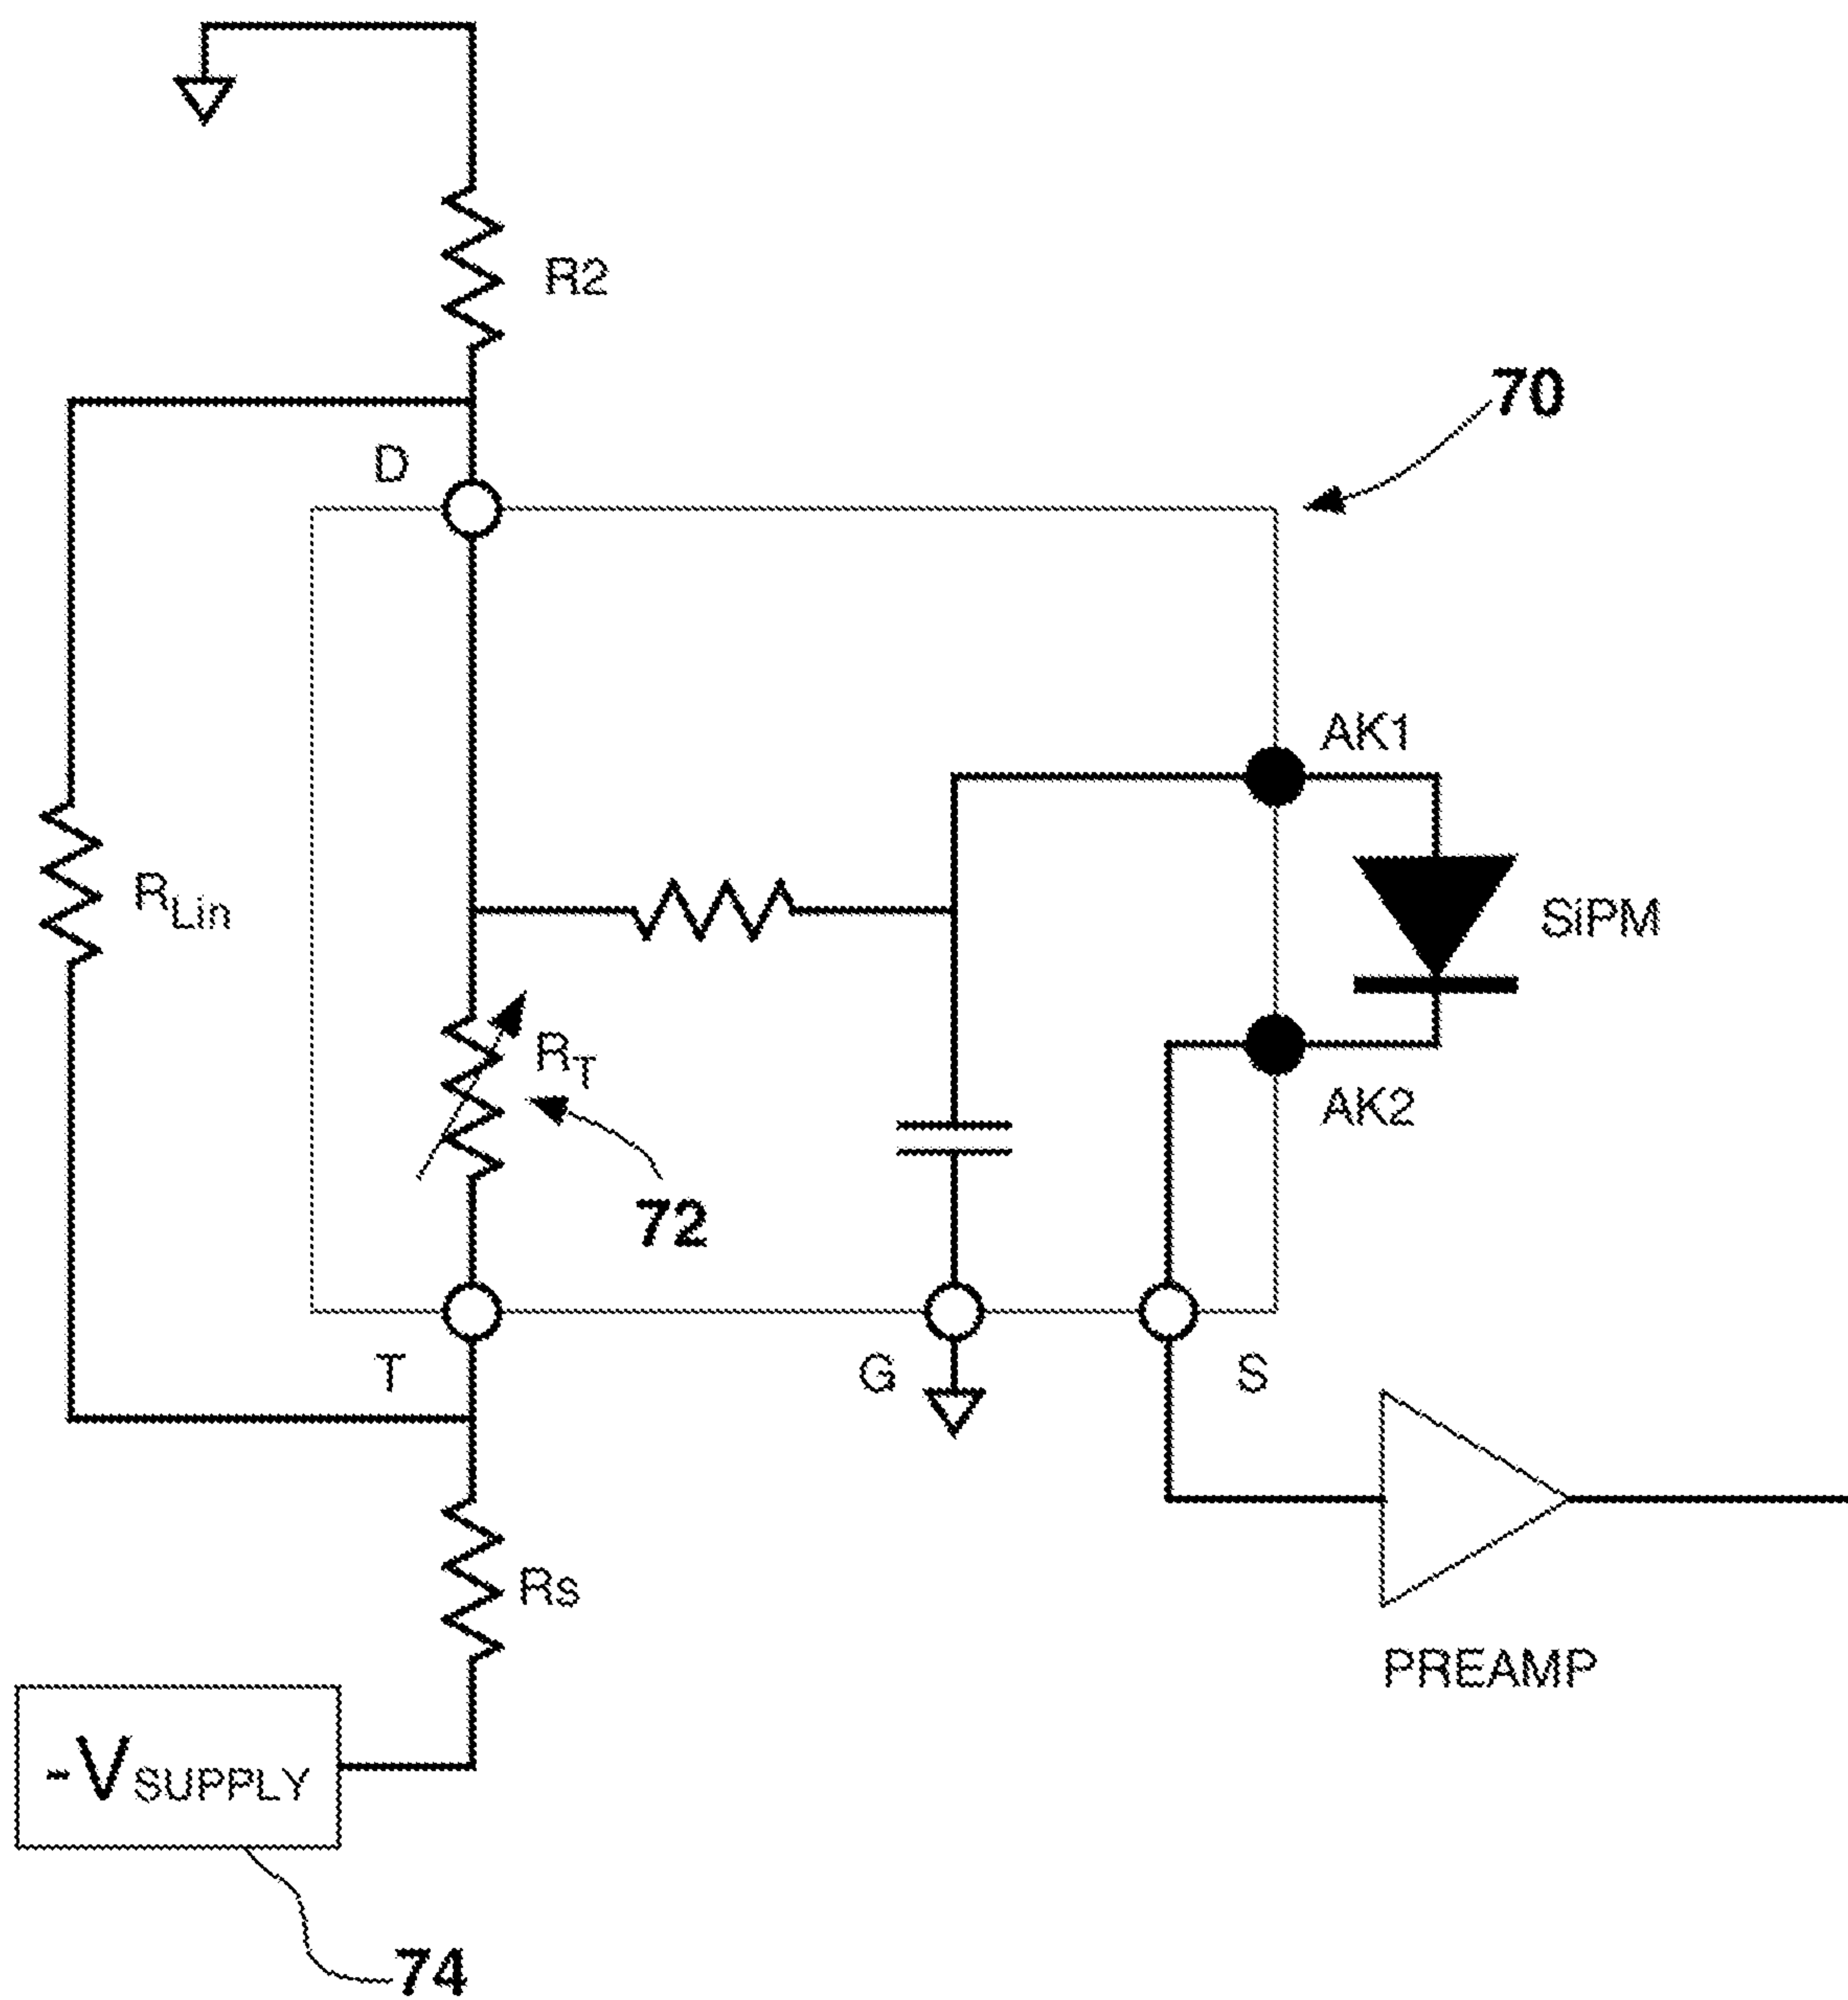 R2
70
D
AK1
RLin
SiPM
RT
AK2
72
T
G
S
Rs
PREAMP
-VSUPPLY
74